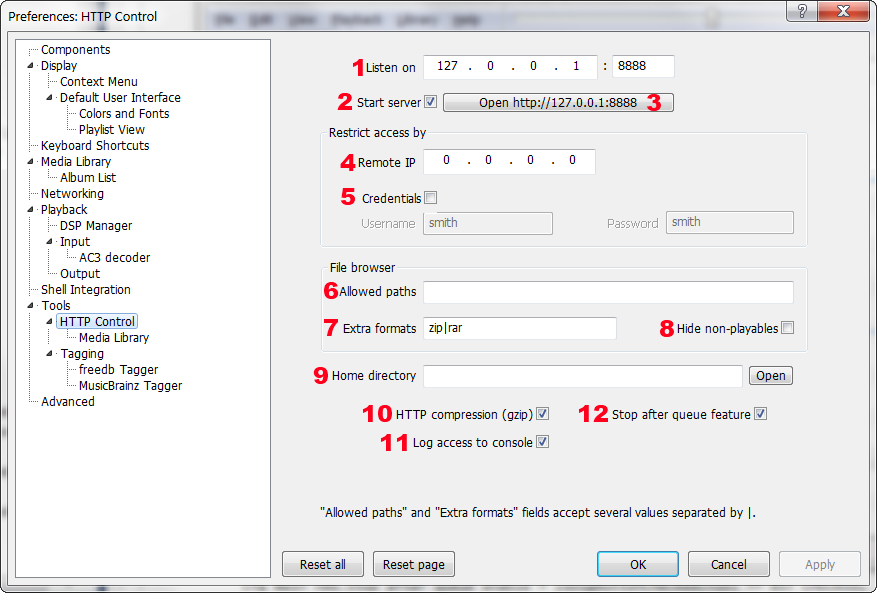 Preferences: HTTP Control
File Edit View Playback Library Help
Components
Display
Context Menu
Default User Interface
Colors and Fonts
Playlist View
Keyboard Shortcuts
Media Library
Album List
Networking
Playback
DSP Manager
Input
AC3 decoder
Output
Shell Integration
Tools
HTTP Control
Media Library
Tagging
freedb Tagger
MusicBrainz Tagger
Advanced
1 Listen on 127 . 0 . 0 . 1 : 8888
2 Start server Open http://127.0.0.1:8888 3
Restrict access by
4 Remote IP 0 . 0 . 0 . 0
5 Credentials
Username smith Password smith
File browser
6 Allowed paths
7 Extra formats zip|rar 8 Hide non-playables
9 Home directory Open
10 HTTP compression (gzip) 12 Stop after queue feature
11 Log access to console
"Allowed paths" and "Extra formats" fields accept several values separated by |.
Reset all Reset page OK Cancel Apply